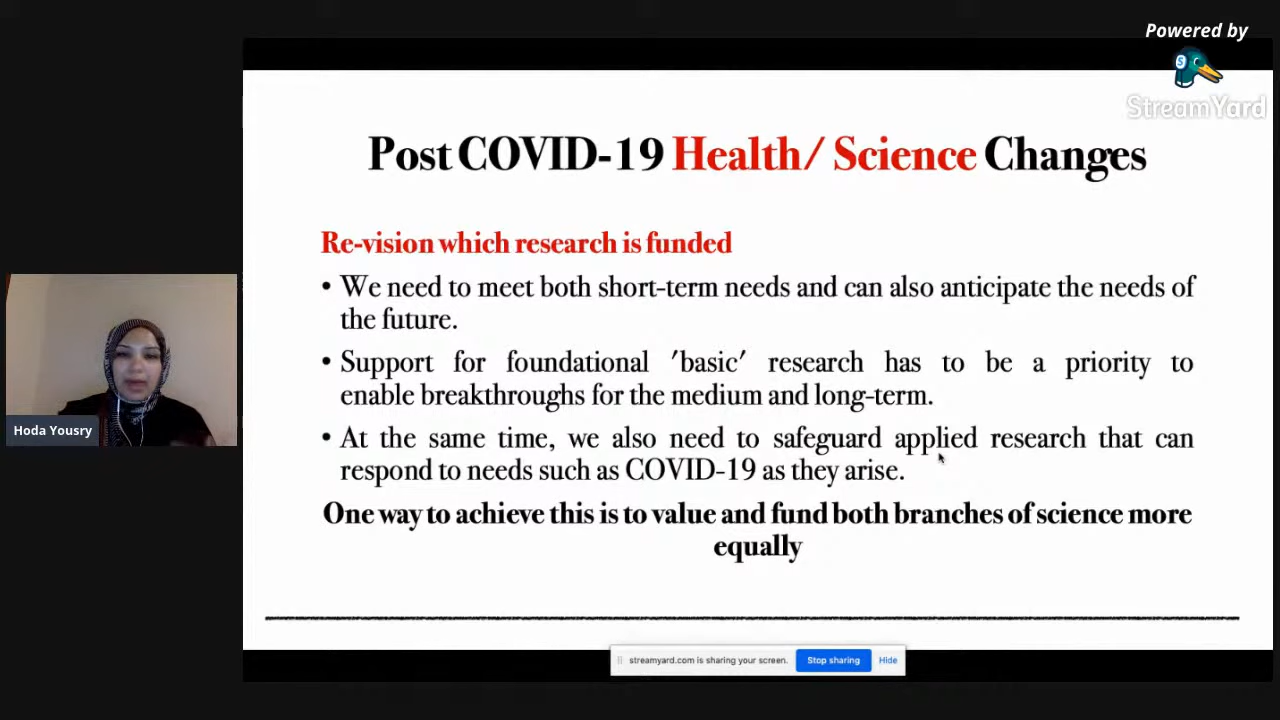 Powered by
StreamYard
Post COVID-19 Health/ Science Changes
Re-vision which research is funded
• We need to meet both short-term needs and can also anticipate the needs of
the future.
• Support for foundational 'basic' research has to be a priority to
enable breakthroughs for the medium and long-term.
• At the same time, we also need to safeguard applied research that can
respond to needs such as COVID-19 as they arise.
One way to achieve this is to value and fund both branches of science more
equally
Hoda Yousry
streamyard.com is sharing your screen. Stop sharing Hide